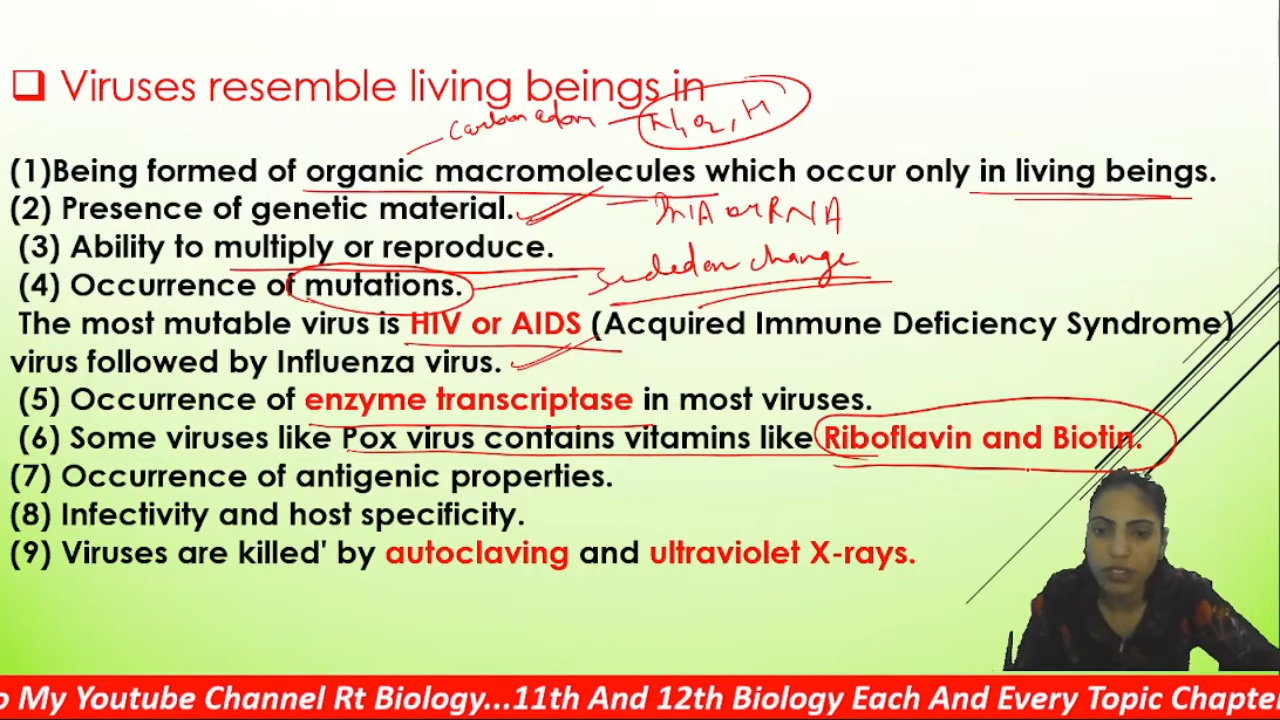 ❑ Viruses resemble living beings in
carbon atom N, O2, H
(1)Being formed of organic macromolecules which occur only in living beings.
(2) Presence of genetic material.
DNA or RNA
(3) Ability to multiply or reproduce.
change
(4) Occurrence of mutations.
The most mutable virus is HIV or AIDS (Acquired Immune Deficiency Syndrome)
virus followed by Influenza virus.
(5) Occurrence of enzyme transcriptase in most viruses.
(6) Some viruses like Pox virus contains vitamins like Riboflavin and Biotin.
(7) Occurrence of antigenic properties.
(8) Infectivity and host specificity.
(9) Viruses are killed' by autoclaving and ultraviolet X-rays.
o My Youtube Channel Rt Biology...11th And 12th Biology Each And Every Topic Chapter